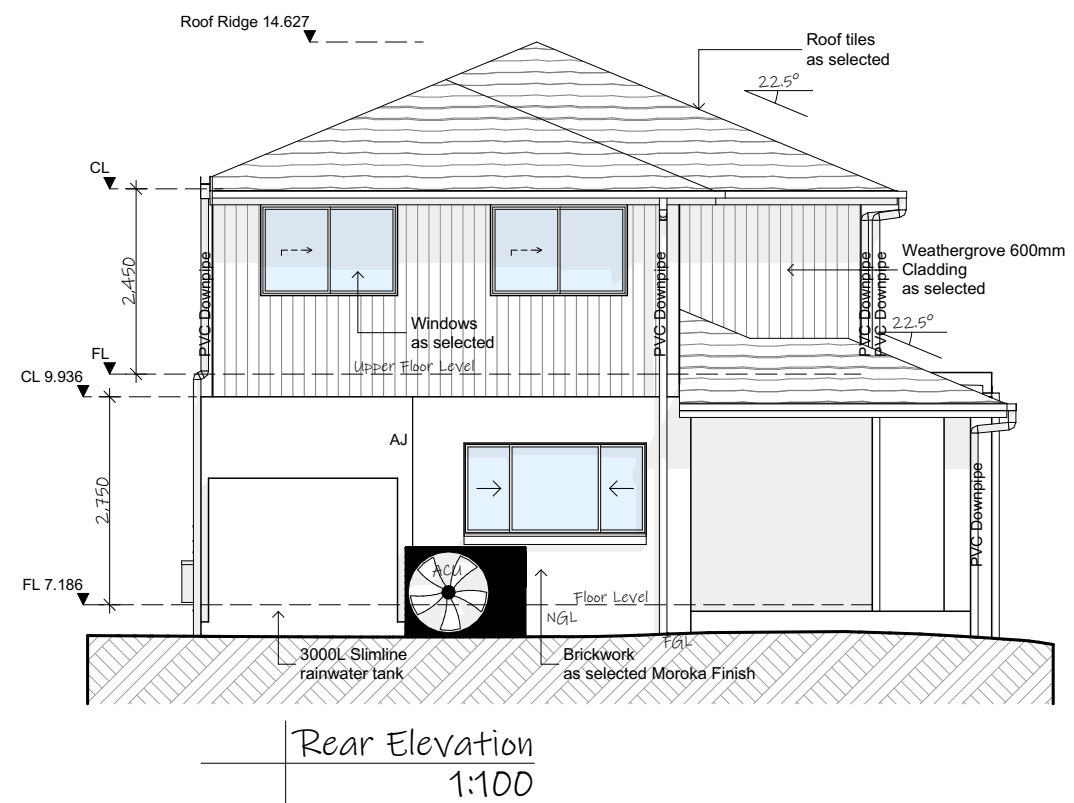 Roof Ridge 14.627
Roof tiles
as selected
22.5°
CL
2,450
PVC Downpipe
PVC Downpipe
PVC Downpipe
PVC Downpipe
Weathergrove 600mm
Cladding
as selected
22.5°
Windows
as selected
FL
Upper Floor Level
CL 9.936
AJ
2,750
PVC Downpipe
ACU
FL 7.186
Floor Level
NGL
FGL
3000L Slimline
rainwater tank
Brickwork
as selected Moroka Finish
Rear Elevation
1:100